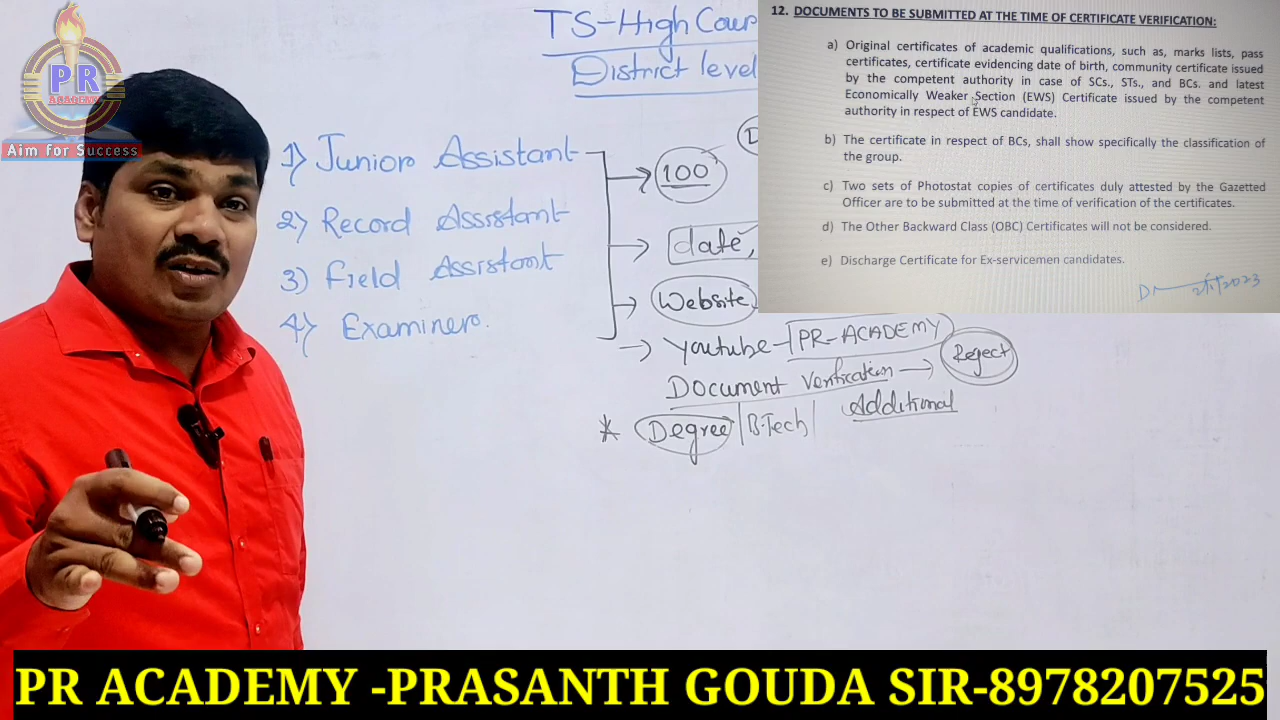 PR
ACADEMY
Aim for Success
TS-High Cour
District level
1) Junior Assistant
2) Record Assistant
3) Field Assistant
4) Examiner.
100
date,
Website
Youtube - PR-ACADEMY
Document Verification → Reject
* Degree | B.Tech | Additional
12. DOCUMENTS TO BE SUBMITTED AT THE TIME OF CERTIFICATE VERIFICATION:
a) Original certificates of academic qualifications, such as, marks lists, pass
certificates, certificate evidencing date of birth, community certificate issued
by the competent authority in case of SCs., STs., and BCs. and latest
Economically Weaker Section (EWS) Certificate issued by the competent
authority in respect of EWS candidate.
b) The certificate in respect of BCs, shall show specifically the classification of
the group.
c) Two sets of Photostat copies of certificates duly attested by the Gazetted
Officer are to be submitted at the time of verification of the certificates.
d) The Other Backward Class (OBC) Certificates will not be considered.
e) Discharge Certificate for Ex-servicemen candidates.
PR ACADEMY -PRASANTH GOUDA SIR-8978207525